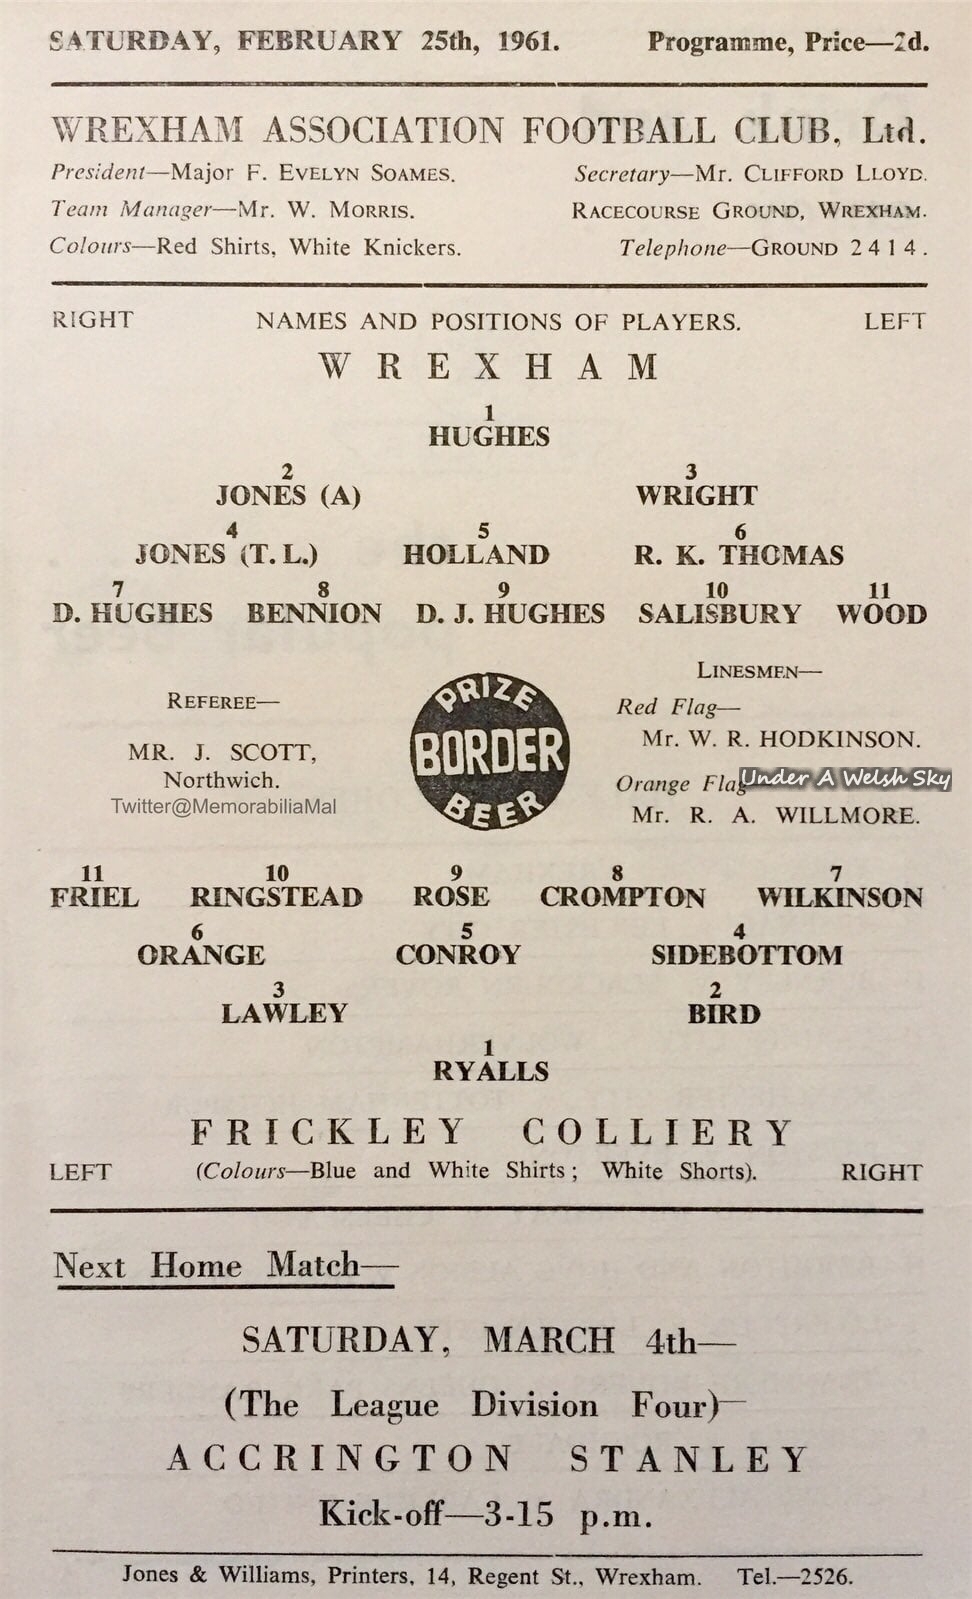 SATURDAY, FEBRUARY 25th, 1961. Programme, Price—2d.
WREXHAM ASSOCIATION FOOTBALL CLUB, Ltd.
President—Major F. EVELYN SOAMES. Secretary—Mr. CLIFFORD LLOYD.
Team Manager—Mr. W. MORRIS. RACECOURSE GROUND, WREXHAM.
Colours—Red Shirts, White Knickers. Telephone—GROUND 2414.
RIGHT NAMES AND POSITIONS OF PLAYERS. LEFT
WREXHAM
1
HUGHES
2 3
JONES (A) WRIGHT
4 5 6
JONES (T. L.) HOLLAND R. K. THOMAS
7 8 9 10 11
D. HUGHES BENNION D. J. HUGHES SALISBURY WOOD
REFEREE—
MR. J. SCOTT,
Northwich.
Twitter@MemorabiliaMal
PRIZE
BORDER
BEER
LINESMEN—
Red Flag—
Mr. W. R. HODKINSON.
Orange Flag
Under A Welsh Sky
Mr. R. A. WILLMORE.
11 10 9 8 7
FRIEL RINGSTEAD ROSE CROMPTON WILKINSON
6 5 4
ORANGE CONROY SIDEBOTTOM
3 2
LAWLEY BIRD
1
RYALLS
FRICKLEY COLLIERY
LEFT (Colours—Blue and White Shirts; White Shorts). RIGHT
Next Home Match—
SATURDAY, MARCH 4th—
(The League Division Four)—
ACCRINGTON STANLEY
Kick-off—3-15 p.m.
Jones & Williams, Printers, 14, Regent St., Wrexham. Tel.—2526.